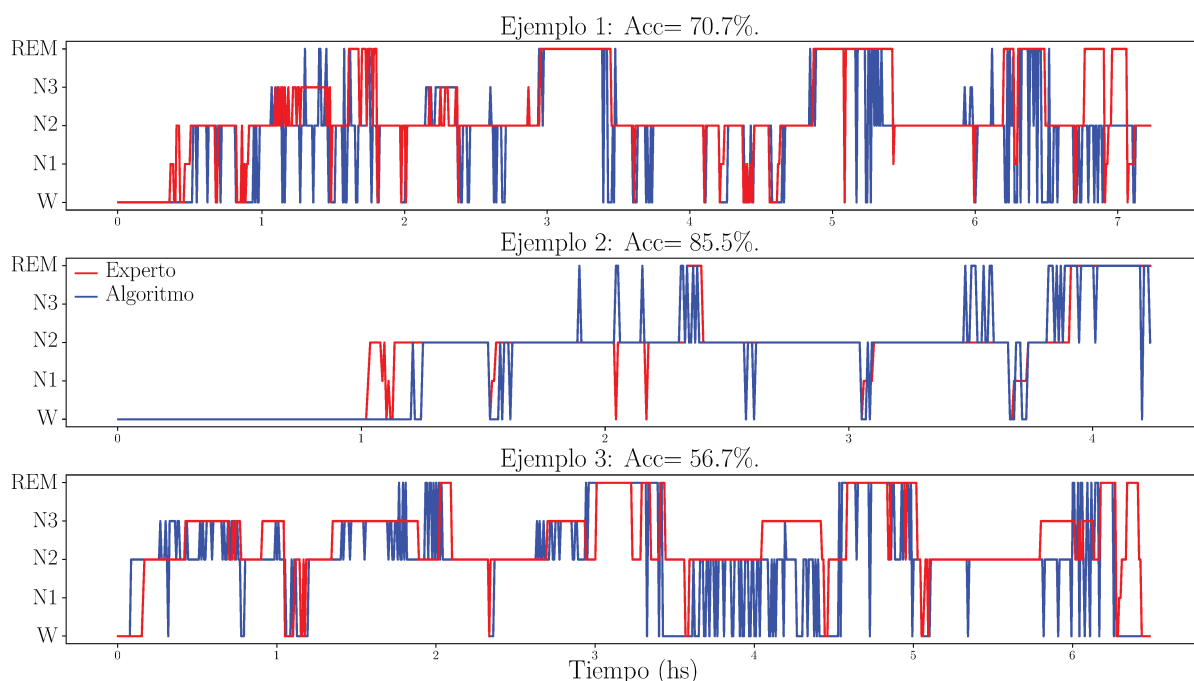 Ejemplo 1: Acc= 70.7%.
REM
N3
N2
N1
W
0 1 2 3 4 5 6 7
Ejemplo 2: Acc= 85.5%.
REM
N3
N2
N1
W
Experto
Algoritmo
0 1 2 3 4
Ejemplo 3: Acc= 56.7%.
REM
N3
N2
N1
W
0 1 2 3 4 5 6
Tiempo (hs)